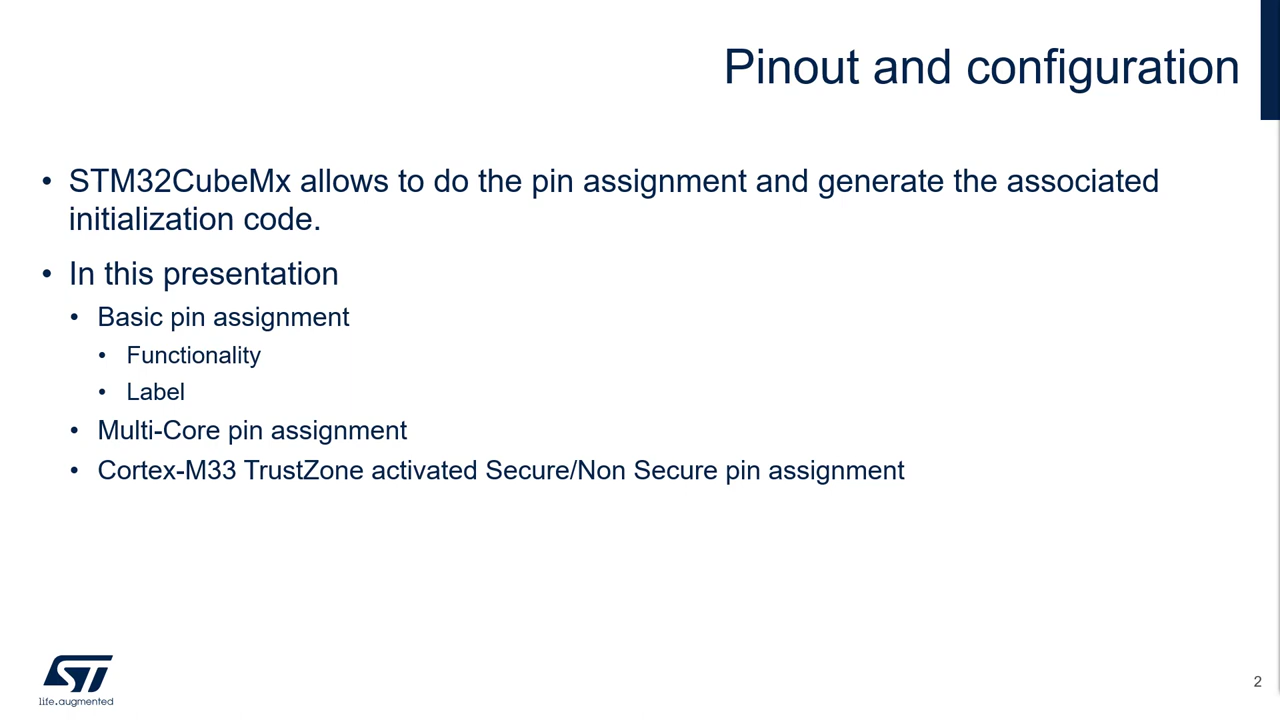 Pinout and configuration
• STM32CubeMx allows to do the pin assignment and generate the associated
initialization code.
• In this presentation
• Basic pin assignment
• Functionality
• Label
• Multi-Core pin assignment
• Cortex-M33 TrustZone activated Secure/Non Secure pin assignment
ST
life.augmented
2